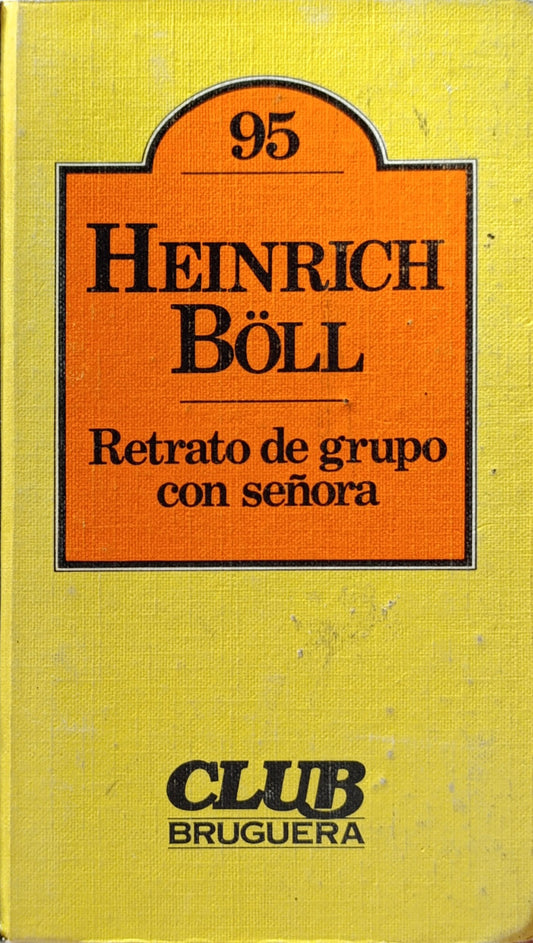 95
HEINRICH
BÖLL
Retrato de grupo
con señora
CLUB
BRUGUERA